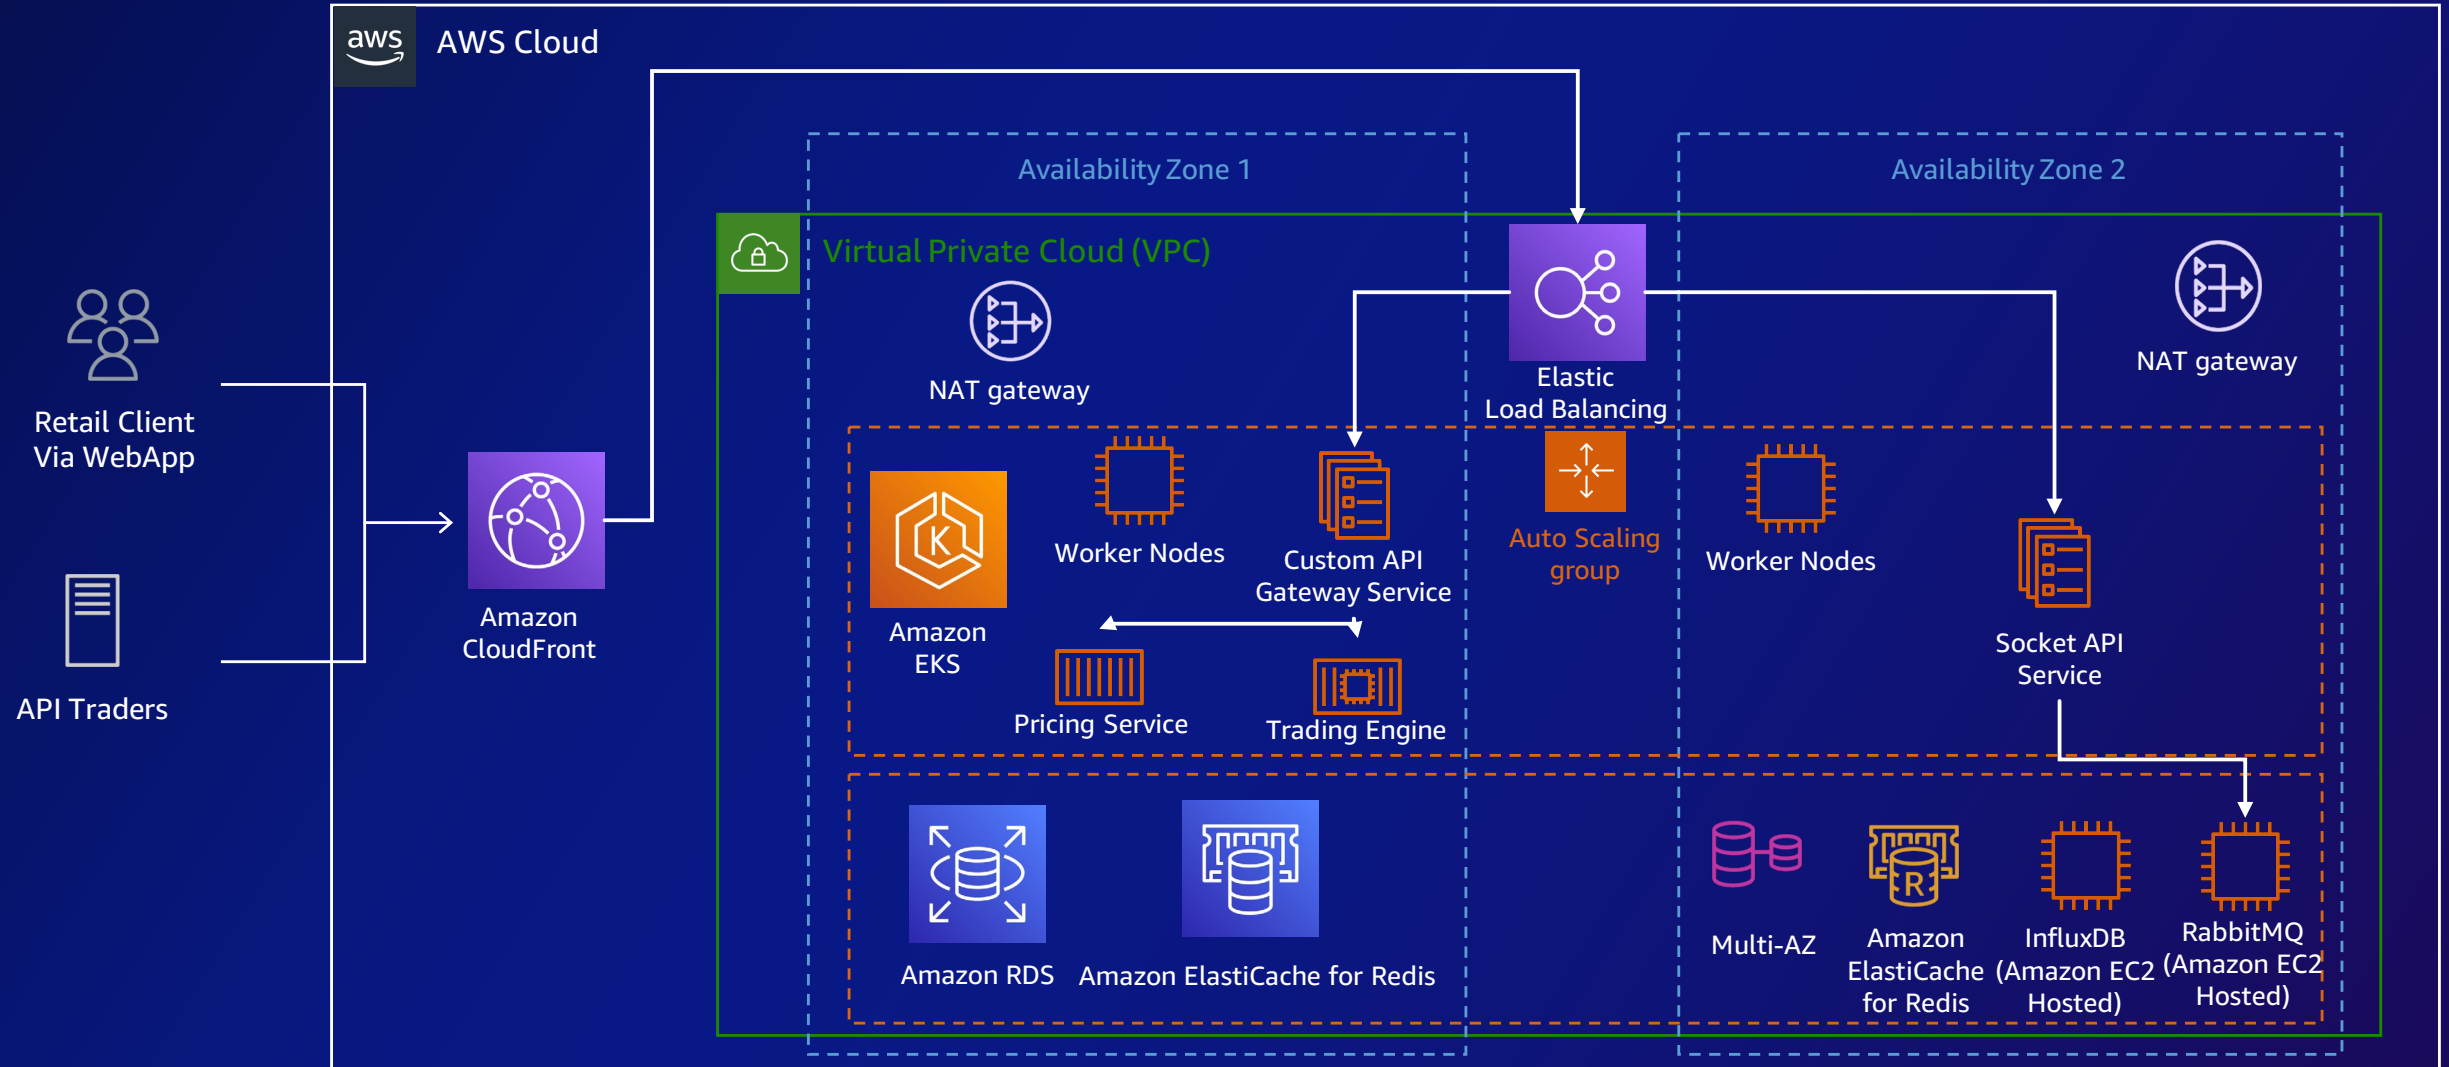 aws
AWS Cloud
Availability Zone 1
Availability Zone 2
Virtual Private Cloud (VPC)
NAT gateway
Elastic
Load Balancing
NAT gateway
Retail Client
Via WebApp
API Traders
Amazon
CloudFront
K
Amazon
EKS
Worker Nodes
Custom API
Gateway Service
Auto Scaling
group
Worker Nodes
Socket API
Service
Pricing Service
Trading Engine
Amazon RDS
Amazon ElastiCache for Redis
Multi-AZ
R
Amazon
ElastiCache
for Redis
InfluxDB
(Amazon EC2
Hosted)
RabbitMQ
(Amazon EC2
Hosted)